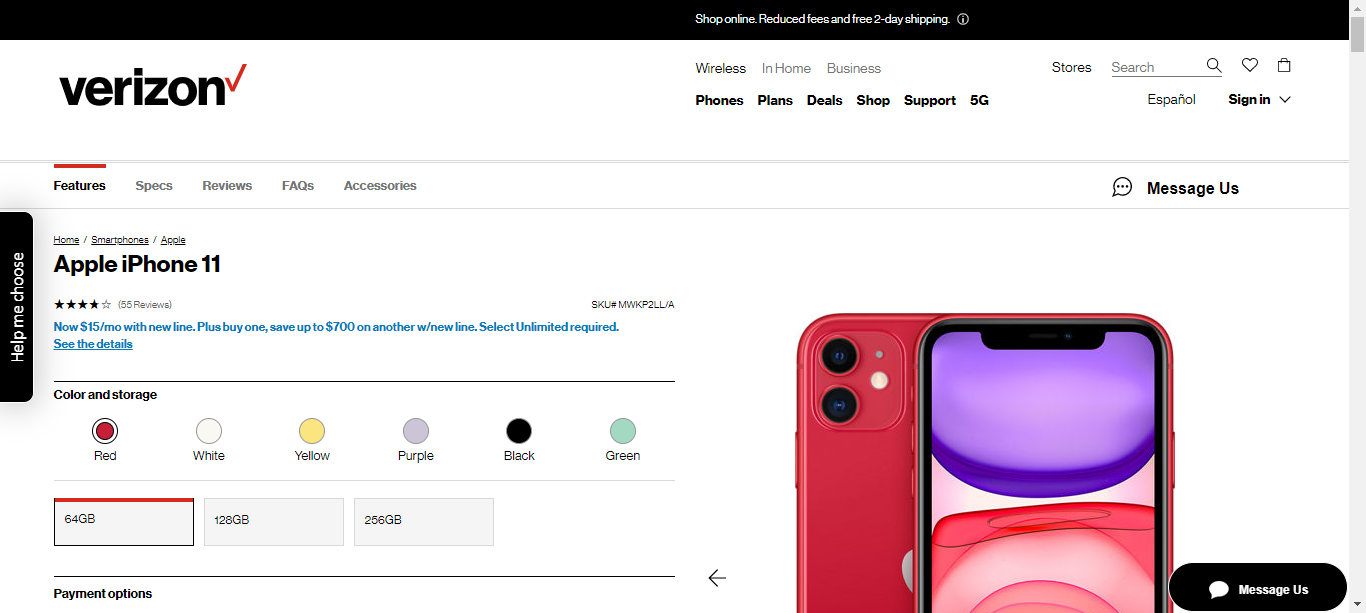 Shop online. Reduced fees and free 2-day shipping.
verizon
Wireless In Home Business
Stores Search
Phones Plans Deals Shop Support 5G
Español Sign in
Features Specs Reviews FAQs Accessories
Message Us
Help me choose
Home / Smartphones / Apple
Apple iPhone 11
★★★★☆ (55 Reviews) SKU# MWKP2LL/A
Now $15/mo with new line. Plus buy one, save up to $700 on another w/new line. Select Unlimited required.
See the details
Color and storage
Red White Yellow Purple Black Green
64GB 128GB 256GB
Payment options
Message Us